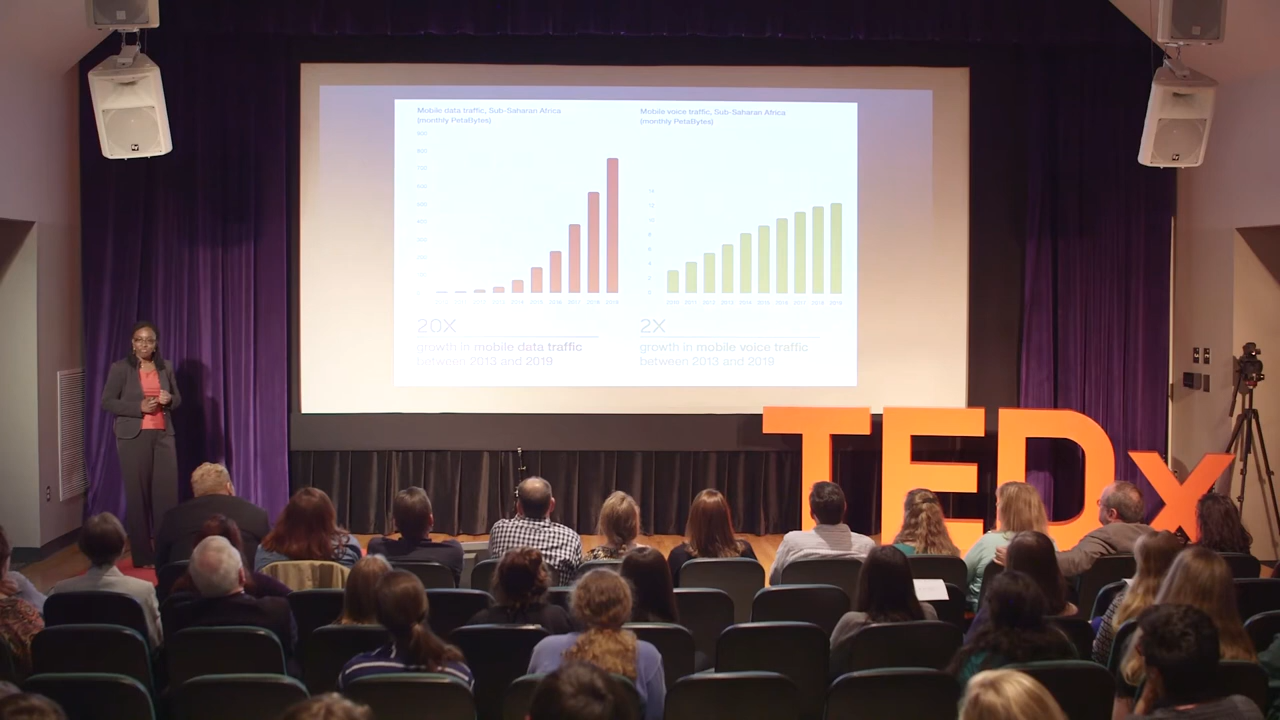 Mobile data traffic, Sub-Saharan Africa
(monthly PetaBytes)
Mobile voice traffic, Sub-Saharan Africa
(monthly PetaBytes)
20X
growth in mobile data traffic
between 2013 and 2019
2X
growth in mobile voice traffic
between 2013 and 2019
TEDx